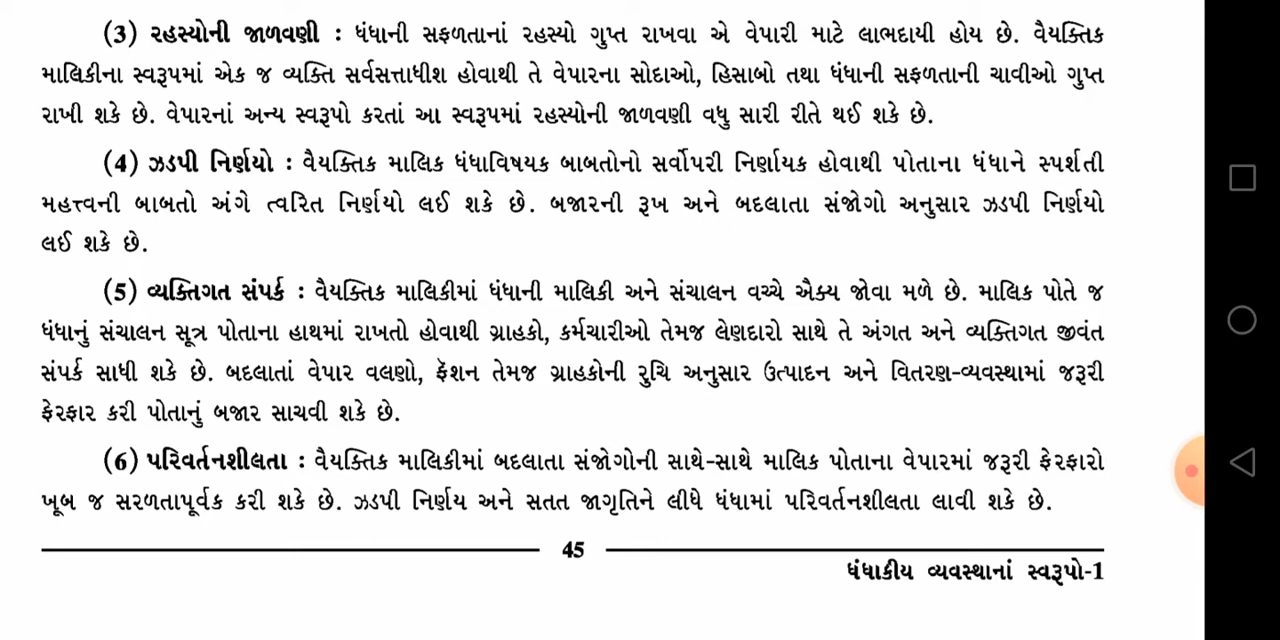 (3) રહસ્યોની જાળવણી : ધંધાની સફળતાનાં રહસ્યો ગુપ્ત રાખવા એ વેપારી માટે લાભદાયી હોય છે. વૈયક્તિક
માલિકીના સ્વરૂપમાં એક જ વ્યક્તિ સર્વસત્તાધીશ હોવાથી તે વેપારના સોદાઓ, હિસાબો તથા ધંધાની સફળતાની ચાવીઓ ગુપ્ત
રાખી શકે છે. વેપારનાં અન્ય સ્વરૂપો કરતાં આ સ્વરૂપમાં રહસ્યોની જાળવણી વધુ સારી રીતે થઈ શકે છે.
(4) ઝડપી નિર્ણયો : વૈયક્તિક માલિક ધંધાવિષયક બાબતોનો સર્વોપરી નિર્ણાયક હોવાથી પોતાના ધંધાને સ્પર્શતી
મહત્ત્વની બાબતો અંગે ત્વરિત નિર્ણયો લઈ શકે છે. બજારની રૂખ અને બદલાતા સંજોગો અનુસાર ઝડપી નિર્ણયો
લઈ શકે છે.
(5) વ્યક્તિગત સંપર્ક : વૈયક્તિક માલિકીમાં ધંધાની માલિકી અને સંચાલન વચ્ચે ઐક્ય જોવા મળે છે. માલિક પોતે જ
ધંધાનું સંચાલન સૂત્ર પોતાના હાથમાં રાખતો હોવાથી ગ્રાહકો, કર્મચારીઓ તેમજ લેણદારો સાથે તે અંગત અને વ્યક્તિગત જીવંત
સંપર્ક સાધી શકે છે. બદલાતાં વેપાર વલણો, ફૅશન તેમજ ગ્રાહકોની રુચિ અનુસાર ઉત્પાદન અને વિતરણ-વ્યવસ્થામાં જરૂરી
ફેરફાર કરી પોતાનું બજાર સાચવી શકે છે.
(6) પરિવર્તનશીલતા : વૈયક્તિક માલિકીમાં બદલાતા સંજોગોની સાથે-સાથે માલિક પોતાના વેપારમાં જરૂરી ફેરફારો
ખૂબ જ સરળતાપૂર્વક કરી શકે છે. ઝડપી નિર્ણય અને સતત જાગૃતિને લીધે ધંધામાં પરિવર્તનશીલતા લાવી શકે છે.
45
ધંધાકીય વ્યવસ્થાનાં સ્વરૂપો-1